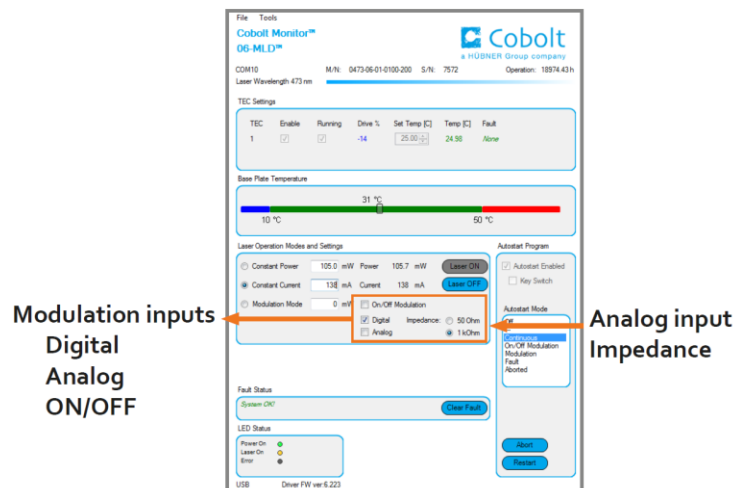 File Tools
Cobolt Monitor™
06-MLD™
Cobolt
a HÜBNER Group company
COM10 M/N: 0473-06-01-0100-200 S/N: 7572 Operation: 18974:43 h
Laser Wavelength 473 nm
TEC Settings
TEC Enable Running Drive % Set Temp [C] Temp [C] Fault
1 -14 25.00 24.98 None
Base Plate Temperature
31 °C
10 °C 50 °C
Laser Operation Modes and Settings
Constant Power 105.0 mW Power 105.7 mW Laser ON
Constant Current 138 mA Current 138 mA Laser OFF
Modulation Mode 0 mW
On/Off Modulation
Digital Impedance: 50 Ohm
Analog 1 kOhm
Autostart Program
Autostart Enabled
Key Switch
Autostart Mode
Continuous
On/Off Modulation
Modulation
Fault
Aborted
Abort
Restart
Modulation inputs
Digital
Analog
ON/OFF
Analog input
Impedance
Fault Status
System OK! Clear Fault
LED Status
Power On
Laser On
Error
USB Driver FW ver:6.223